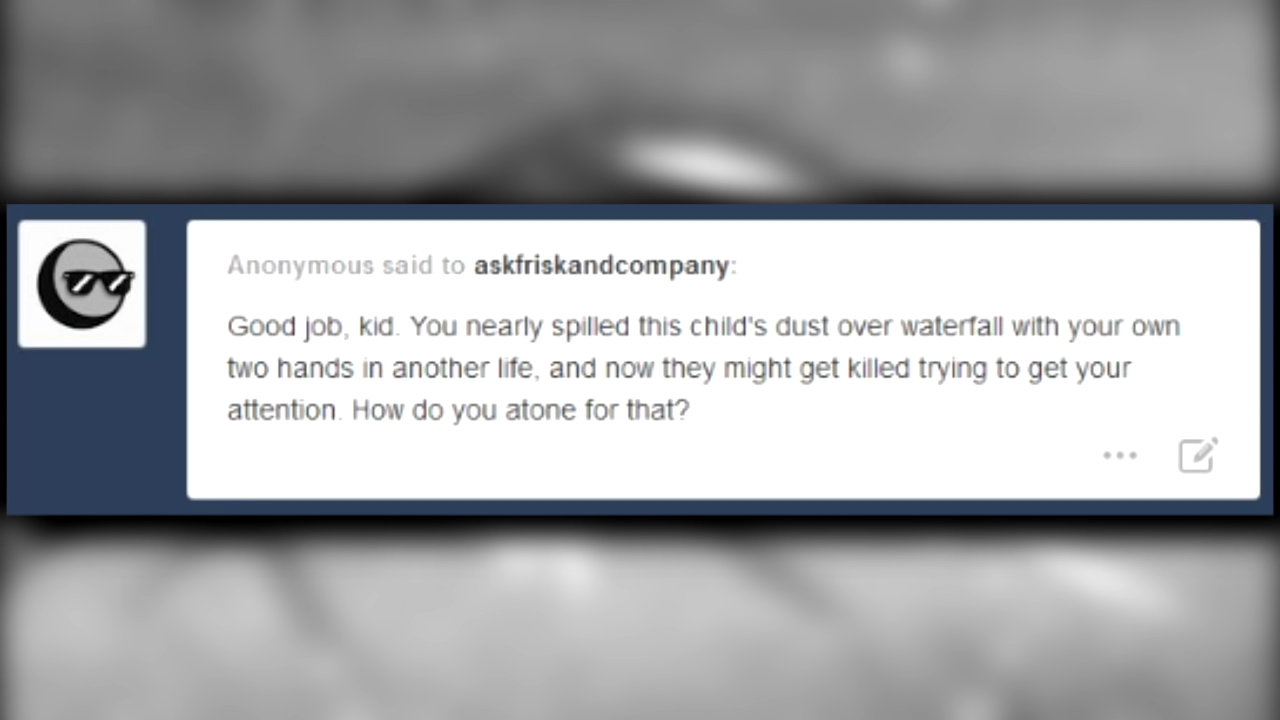 Anonymous said to askfriskandcompany:
Good job, kid. You nearly spilled this child's dust over waterfall with your own
two hands in another life, and now they might get killed trying to get your
attention. How do you atone for that?